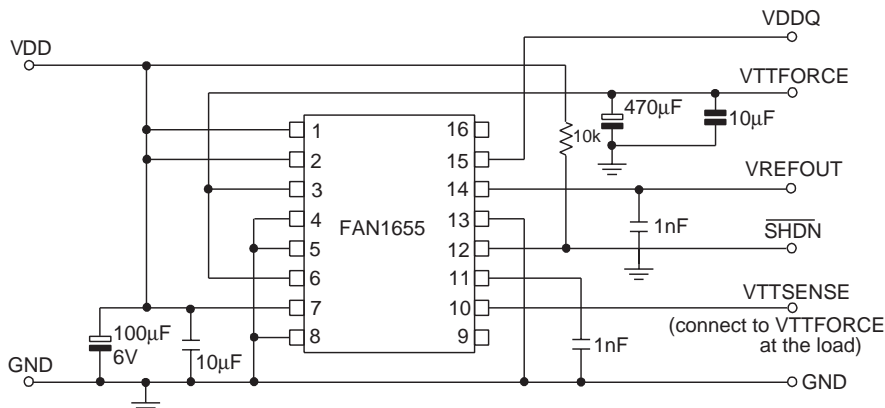 VDDQ
VDD
VTTFORCE
470μF
10μF
10k
1
2
3
4
5
6
7
8
FAN1655
16
15
14
13
12
11
10
9
VREFOUT
1nF
SHDN
VTTSENSE
(connect to VTTFORCE
at the load)
100μF
6V
10μF
1nF
GND
GND